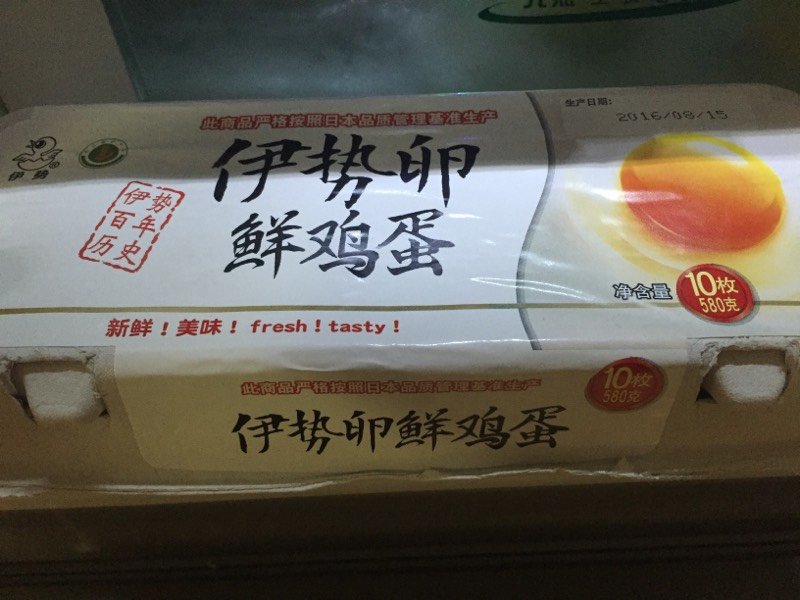 生产日期:
2016/08/15
此商品严格按照日本品质管理基准生产
伊势
伊势卵
鲜鸡蛋
伊势
百年
历史
净含量
10枚
580克
新鲜!美味!fresh!tasty!
此商品严格按照日本品质管理基准生产
10枚
580克
伊势卵鲜鸡蛋